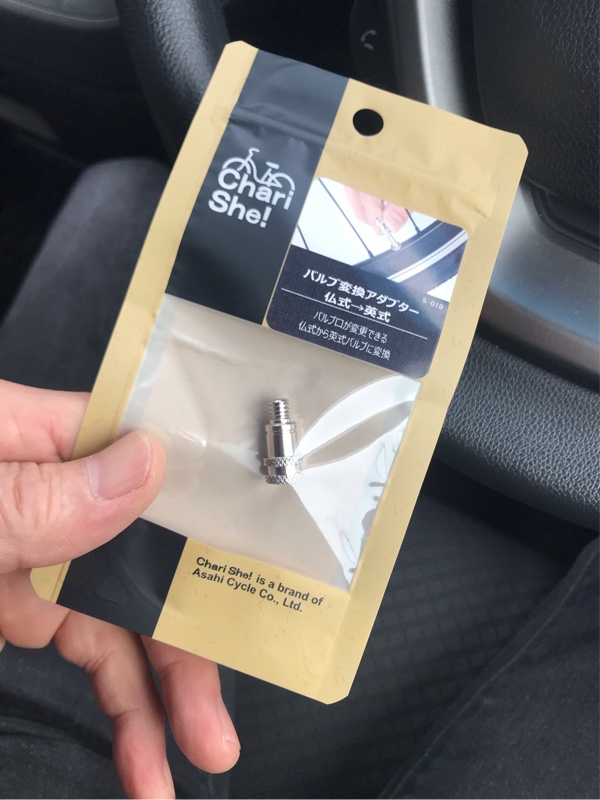 Chari
She!
S-019
バルブ変換アダプター
仏式→英式
バルブ口が変更できる
仏式から英式バルブに変換
Chari She! is a brand of
Asahi Cycle Co., Ltd.